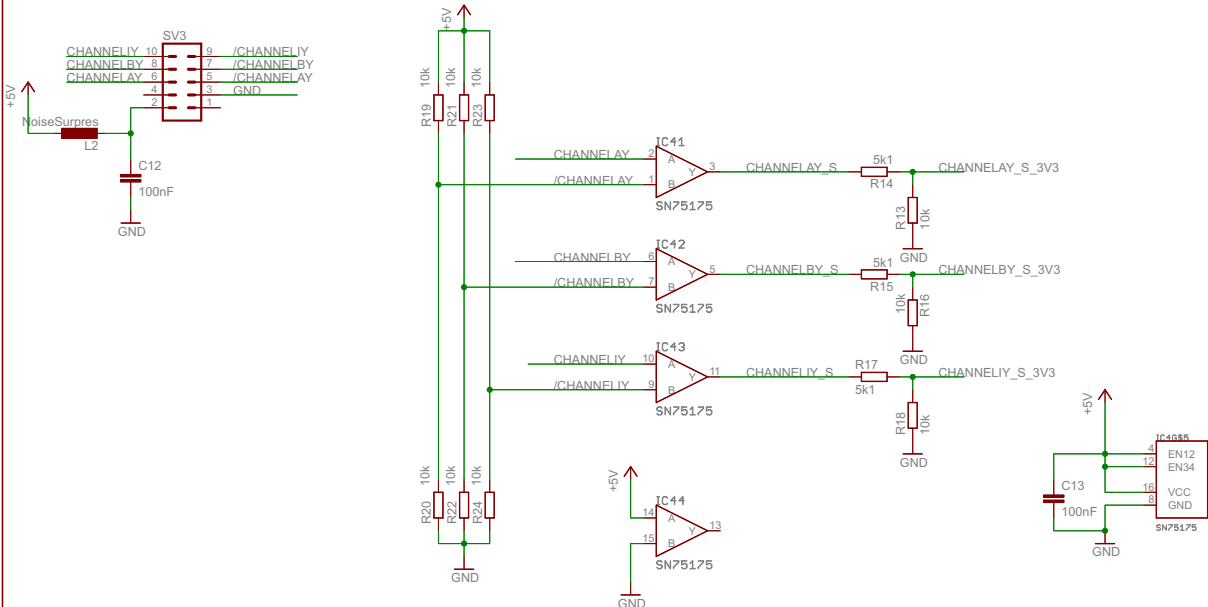 SV3
CHANNELIY 10 9 /CHANNELIY
CHANNELBY 8 7 /CHANNELBY
CHANNELAY 6 5 /CHANNELAY
4 3 GND
2 1
+5V
NoiseSurpres
L2
C12
100nF
GND
+5V
10k 10k 10k
R19 R21 R23
IC41
CHANNELAY 2 A
Y 3 CHANNELAY_S
/CHANNELAY 1 B
SN75175
5k1
R14
CHANNELAY_S_3V3
R13
10k
GND
IC42
CHANNELBY 6 A
Y 5 CHANNELBY_S
/CHANNELBY 7 B
SN75175
5k1
R15
CHANNELBY_S_3V3
10k
R16
GND
IC43
CHANNELIY 10 A
Y 11 CHANNELIY_S
/CHANNELIY 9 B
SN75175
R17
5k1
CHANNELIY_S_3V3
R18
10k
GND
10k 10k 10k
R20 R22 R24
GND
+5V
IC44
14 A
Y 13
15 B
SN75175
GND
+5V
IC4G$5
4 EN12
12 EN34
16 VCC
8 GND
SN75175
C13
100nF
GND